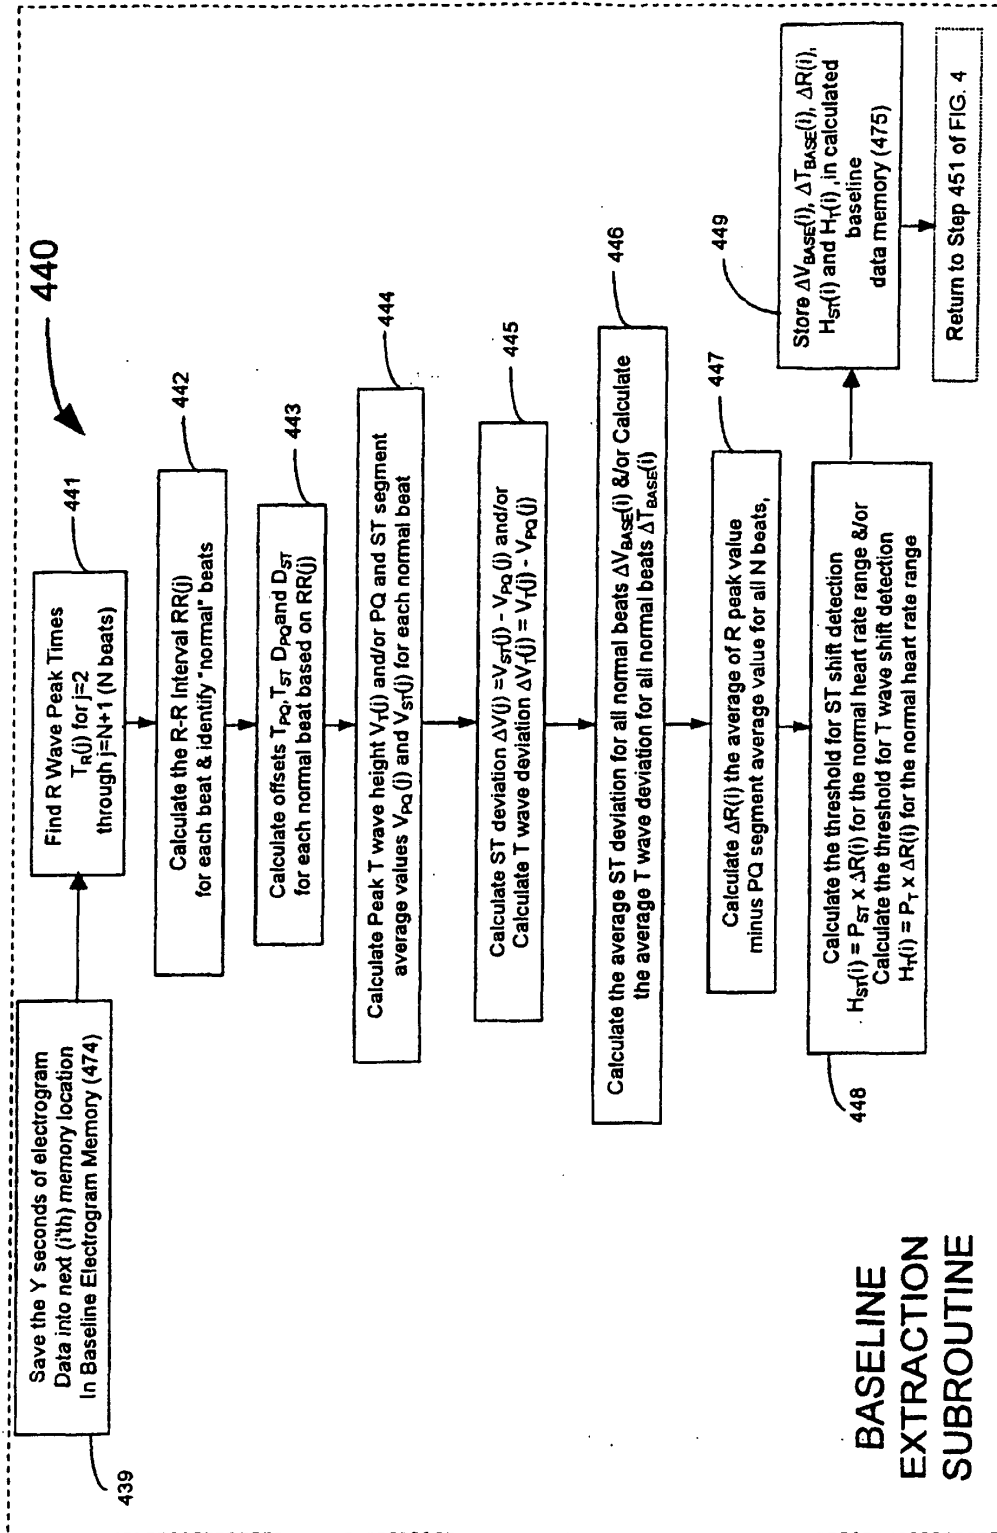 440
Save the Y seconds of electrogram
Data into next (i'th) memory location
In Baseline Electrogram Memory (474)
439
Find R Wave Peak Times
T_R(j) for j=2
through j=N+1 (N beats)
441
Calculate the R-R Interval RR(j)
for each beat & identify "normal" beats
442
Calculate offsets T_PQ, T_ST D_PQ and D_ST
for each normal beat based on RR(j)
443
Calculate Peak T wave height V_T(j) and/or PQ and ST segment
average values V_PQ(j) and V_ST(j) for each normal beat
444
Calculate ST deviation ΔV(j) = V_ST(j) - V_PQ(j) and/or
Calculate T wave deviation ΔV_T(j) = V_T(j) - V_PQ(j)
445
Calculate the average ST deviation for all normal beats ΔV_BASE(i) &/or Calculate
the average T wave deviation for all normal beats ΔT_BASE(i)
446
Calculate ΔR(i) the average of R peak value
minus PQ segment average value for all N beats,
447
Calculate the threshold for ST shift detection
H_ST(i) = P_ST x ΔR(i) for the normal heart rate range &/or
Calculate the threshold for T wave shift detection
H_T(i) = P_T x ΔR(i) for the normal heart rate range
448
Store ΔV_BASE(i), ΔT_BASE(i), ΔR(i),
H_ST(i) and H_T(i) ,in calculated
baseline
data memory (475)
449
Return to Step 451 of FIG. 4
BASELINE
EXTRACTION
SUBROUTINE